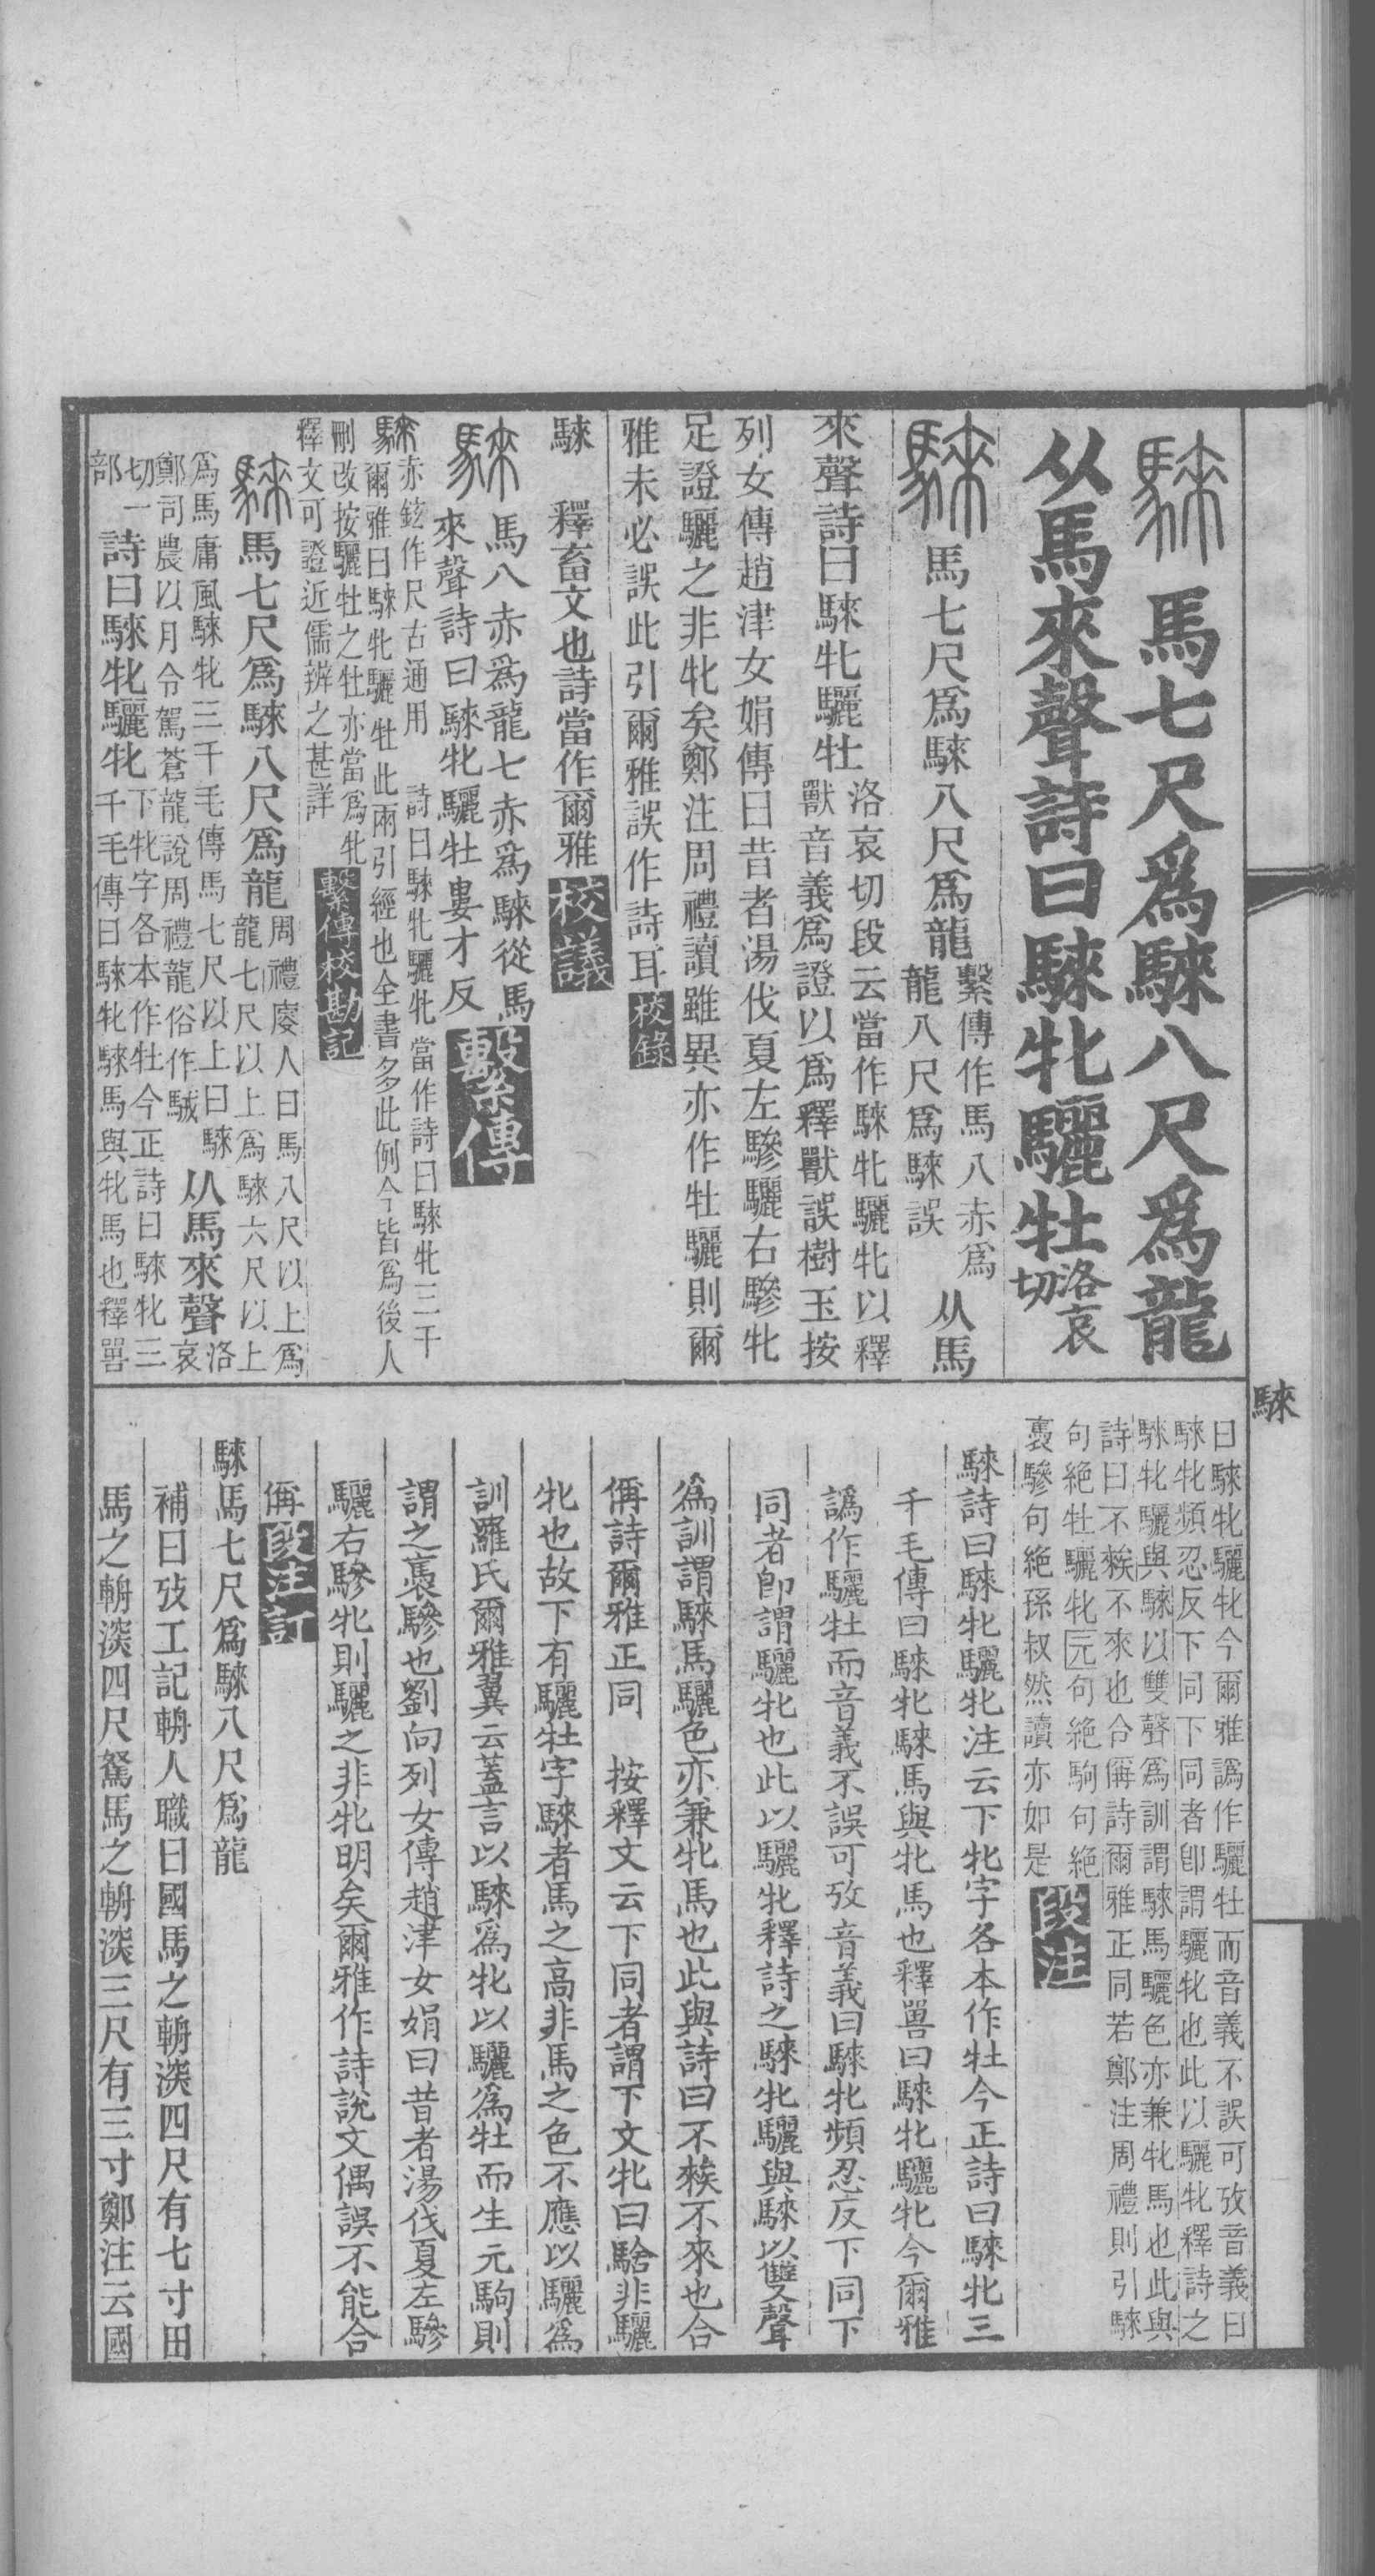 騋馬七尺爲騋八尺爲龍
从馬來聲詩曰騋牝驪牡洛哀切
騋馬七尺爲騋八尺爲龍繫傳作馬八赤爲龍八尺爲騋誤从馬
來聲詩曰騋牝驪牡洛哀切段云當作騋牝驪牝以釋獸音義爲證以爲釋獸誤樹玉按
列女傳趙津女娟傳曰昔者湯伐夏左驂驪右驂牝
足證驪之非牝矣鄭注周禮讀雖異亦作牡驪則爾
雅未必誤此引爾雅誤作詩耳校錄
騋　釋畜文也詩當作爾雅校議
騋馬八赤爲龍七赤爲騋從馬
來聲詩曰騋牝驪牡婁才反繫傳
騋赤鉉作尺古通用　詩曰騋牝驪牝當作詩曰騋牝三千
爾雅曰騋牝驪牡此兩引經也全書多此例今皆爲後人
刪改按驪牡之牡亦當爲牝
釋文可證近儒辨之甚詳繫傳校勘記
騋馬七尺爲騋八尺爲龍周禮廋人曰馬八尺以上爲龍七尺以上爲騋六尺以上
爲馬庸風騋牝三千毛傳馬七尺以上曰騋鄭司農以月令駕蒼龍說周禮龍俗作駥从馬來聲洛哀
切一部詩曰騋牝驪牝下牝字各本作牡今正詩曰騋牝三千毛傳曰騋牝騋馬與牝馬也釋嘼
騋
曰騋牝驪牝今爾雅譌作驪牡而音義不誤可攷音義曰
騋牝頻忍反下同下同者卽謂驪牝也此以驪牝釋詩之
騋牝驪與騋以雙聲爲訓謂騋馬驪色亦兼牝馬也此與
詩曰不䅘不來也合偁詩爾雅正同若鄭注周禮則引騋
句絕牡驪牝元句絕駒句絕
褭驂句絕孫叔然讀亦如是段注
騋詩曰騋牝驪牝注云下牝字各本作牡今正詩曰騋牝三
千毛傳曰騋牝騋馬與牝馬也釋嘼曰騋牝驪牝今爾雅
譌作驪牡而音義不誤可攷音義曰騋牝頻忍反下同下
同者卽謂驪牝也此以驪牝釋詩之騋牝驪與騋以雙聲
爲訓謂騋馬驪色亦兼牝馬也此與詩曰不䅘不來也合
偁詩爾雅正同　按釋文云下同者謂下文牝曰騇非驪
牝也故下有驪牡字騋者馬之高非馬之色不應以驪爲
訓羅氏爾雅翼云蓋言以騋爲牝以驪爲牡而生元駒則
謂之褭驂也劉向列女傳趙津女娟曰昔者湯伐夏左驂
驪右驂牝則驪之非牝明矣爾雅作詩說文偶誤不能合
偁段注訂
騋馬七尺爲騋八尺爲龍
補曰攷工記輈人職曰國馬之輈深四尺有七寸田
馬之輈深四尺駑馬之輈深三尺有三寸鄭注云國